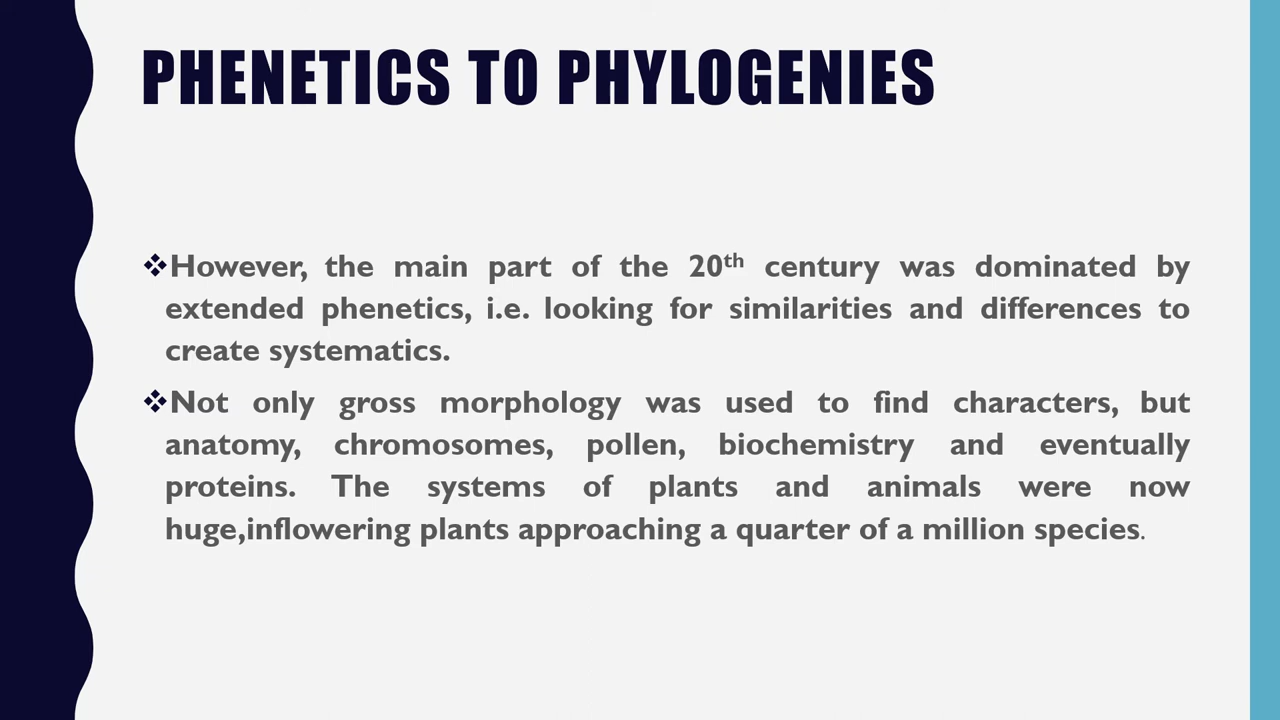 PHENETICS TO PHYLOGENIES
❖However, the main part of the 20th century was dominated by
extended phenetics, i.e. looking for similarities and differences to
create systematics.
❖Not only gross morphology was used to find characters, but
anatomy, chromosomes, pollen, biochemistry and eventually
proteins. The systems of plants and animals were now
huge,inflowering plants approaching a quarter of a million species.